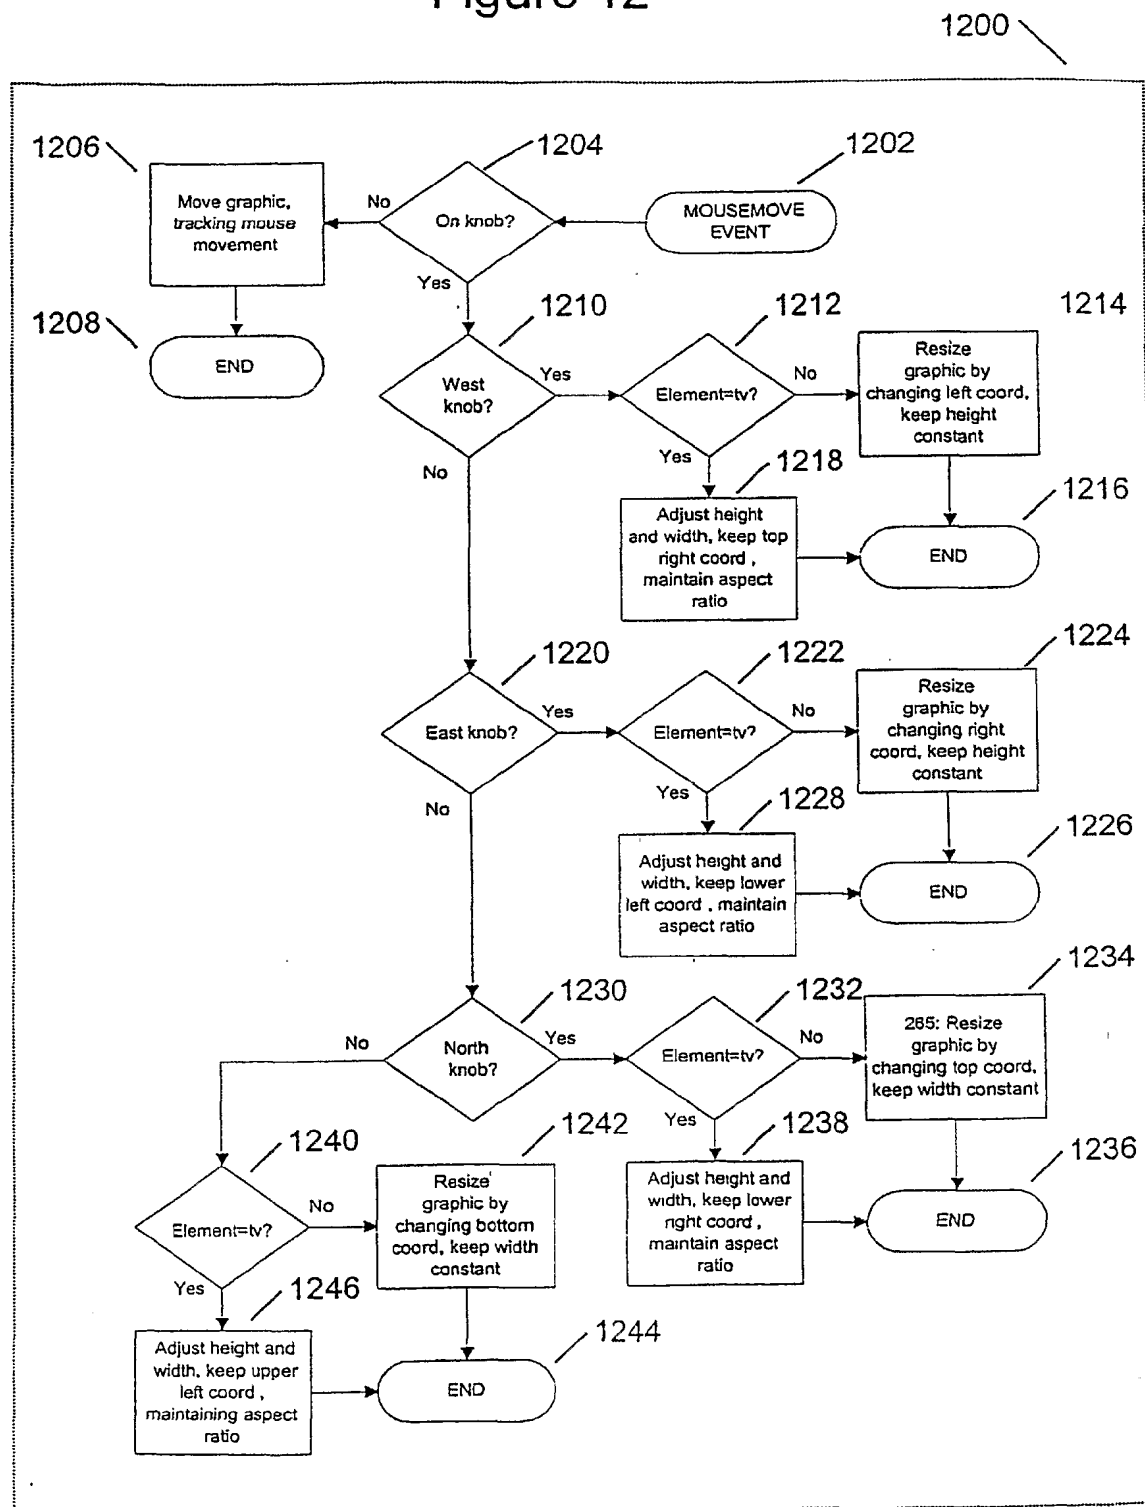 Figure 12
1200
1206
1204
1202
Move graphic,
tracking mouse
movement
No
On knob?
MOUSEMOVE
EVENT
Yes
1208
END
1210
1212
1214
West
knob?
Yes
Element=tv?
No
Resize
graphic by
changing left coord,
keep height
constant
No
Yes
1218
1216
Adjust height
and width, keep top
right coord ,
maintain aspect
ratio
END
1220
1222
1224
East knob?
Yes
Element=tv?
No
Resize
graphic by
changing right
coord, keep height
constant
No
Yes
1228
1226
Adjust height and
width, keep lower
left coord , maintain
aspect ratio
END
1230
1232
1234
No
North
knob?
Yes
Element=tv?
No
265: Resize
graphic by
changing top coord,
keep width constant
Yes
1238
1236
Adjust height and
width, keep lower
right coord ,
maintain aspect
ratio
END
1240
1242
Element=tv?
No
Resize
graphic by
changing bottom
coord, keep width
constant
Yes
1246
1244
Adjust height and
width, keep upper
left coord ,
maintaining aspect
ratio
END